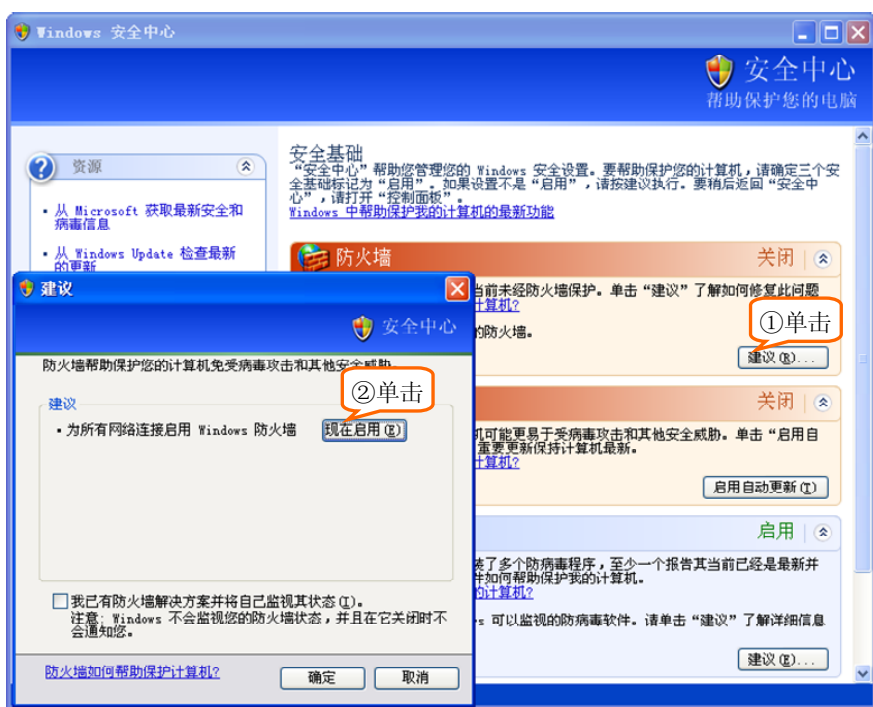 Windows 安全中心
安全中心
帮助保护您的电脑
资源
• 从 Microsoft 获取最新安全和
病毒信息
• 从 Windows Update 检查最新
的更新
安全基础
“安全中心”帮助您管理您的 Windows 安全设置。要帮助保护您的计算机，请确定三个安
全基础标记为“启用”。如果设置不是“启用”，请按建议执行。要稍后返回“安全中
心”，请打开“控制面板”。
Windows 中帮助保护我的计算机的最新功能
防火墙
关闭
当前未经防火墙保护。单击“建议”了解如何修复此问题
计算机?
的防火墙。
①单击
建议(R)...
关闭
机可能更易于受病毒攻击和其他安全威胁。单击“启用自
重要更新保持计算机最新。
计算机?
启用自动更新(T)
启用
装了多个防病毒程序，至少一个报告其当前已经是最新并
件如何帮助保护我的计算机。
的计算机?
s 可以监视的防病毒软件。请单击“建议”了解详细信息
建议(E)...
建议
安全中心
防火墙帮助保护您的计算机免受病毒攻击和其他安全威胁。
②单击
建议
• 为所有网络连接启用 Windows 防火墙
现在启用(E)
我已有防火墙解决方案并将自己监视其状态(I)。
注意: Windows 不会监视您的防火墙状态，并且在它关闭时不
会通知您。
防火墙如何帮助保护计算机?
确定
取消